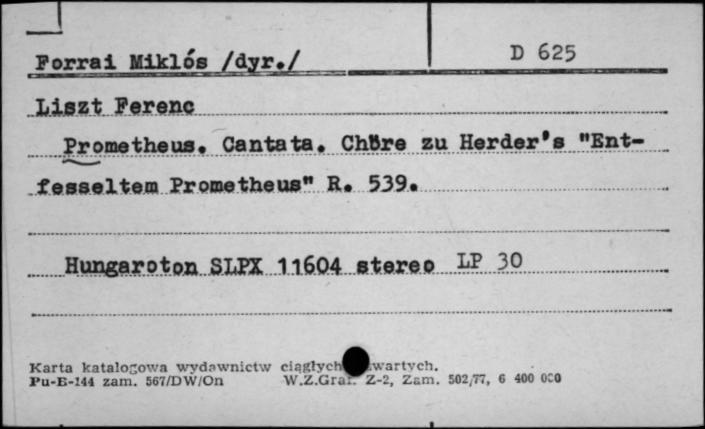 Forrai Miklós /dyr./ D 625
Liszt Ferenc
Prometheus. Cantata. Chöre zu Herder's "Ent-
fesseltem Prometheus" R. 539.
Hungaroton SLPX 11604 stereo LP 30
Karta katalogowa wydawnictw ciągłych
Pu-E-144 zam. 567/DW/On W.Z.Graf. Z-2, Zam. 502/77, 6 400 000